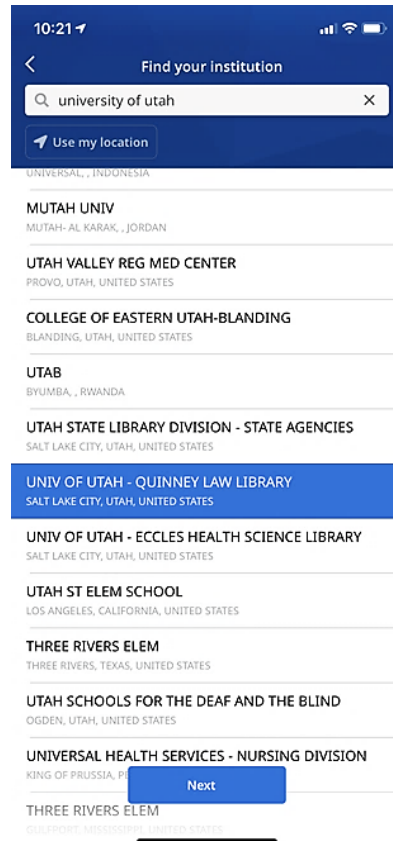 10:21
Find your institution
university of utah
Use my location
UNIVERSAL, , INDONESIA
MUTAH UNIV
MUTAH- AL KARAK, , JORDAN
UTAH VALLEY REG MED CENTER
PROVO, UTAH, UNITED STATES
COLLEGE OF EASTERN UTAH-BLANDING
BLANDING, UTAH, UNITED STATES
UTAB
BYUMBA, , RWANDA
UTAH STATE LIBRARY DIVISION - STATE AGENCIES
SALT LAKE CITY, UTAH, UNITED STATES
UNIV OF UTAH - QUINNEY LAW LIBRARY
SALT LAKE CITY, UTAH, UNITED STATES
UNIV OF UTAH - ECCLES HEALTH SCIENCE LIBRARY
SALT LAKE CITY, UTAH, UNITED STATES
UTAH ST ELEM SCHOOL
LOS ANGELES, CALIFORNIA, UNITED STATES
THREE RIVERS ELEM
THREE RIVERS, TEXAS, UNITED STATES
UTAH SCHOOLS FOR THE DEAF AND THE BLIND
OGDEN, UTAH, UNITED STATES
UNIVERSAL HEALTH SERVICES - NURSING DIVISION
KING OF PRUSSIA,
Next
THREE RIVERS ELEM
GULFPORT, MISSISSIPPI, UNITED STATES